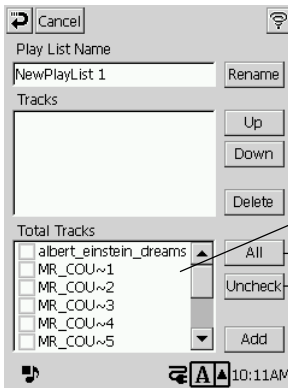 Cancel
Play List Name
NewPlayList 1
Rename
Tracks
Up
Down
Delete
Total Tracks
albert_einstein_dreams
MR_COU~1
MR_COU~2
MR_COU~3
MR_COU~4
MR_COU~5
All
Uncheck
Add
A
10:11AM